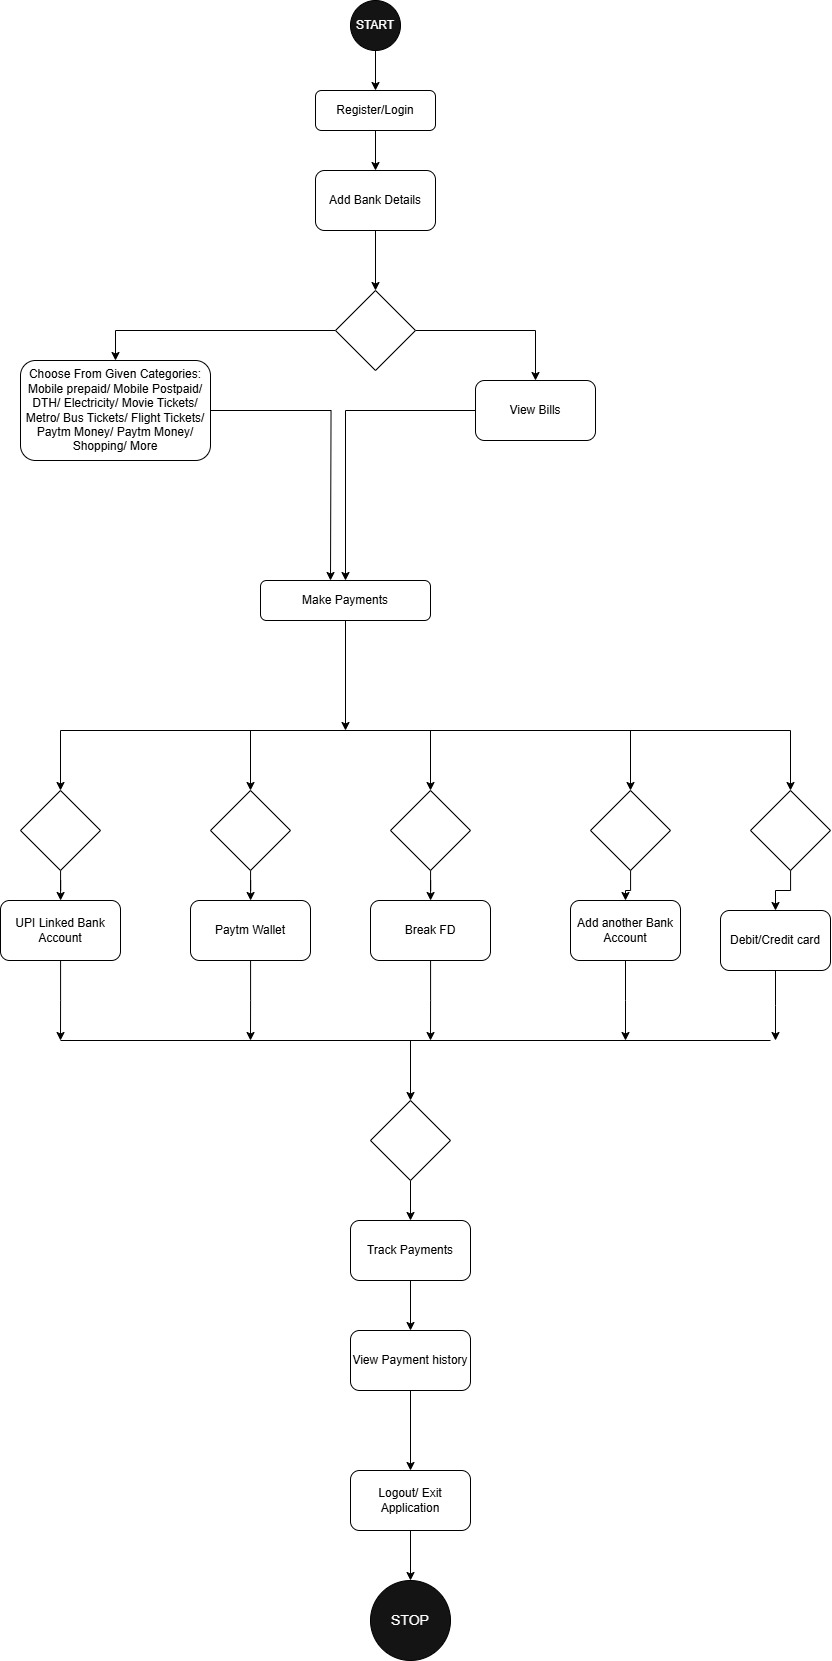 START
Register/Login
Add Bank Details
Choose From Given Categories:
Mobile prepaid/ Mobile Postpaid/
DTH/ Electricity/ Movie Tickets/
Metro/ Bus Tickets/ Flight Tickets/
Paytm Money/ Paytm Money/
Shopping/ More
View Bills
Make Payments
UPI Linked Bank
Account
Paytm Wallet
Break FD
Add another Bank
Account
Debit/Credit card
Track Payments
View Payment history
Logout/ Exit
Application
STOP